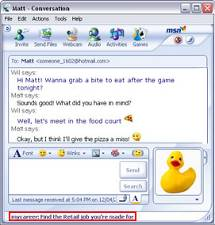 Matt - Conversation
File Edit Actions Tools Help
msn
Invite Send Files Webcam Audio Activities Games
To: Matt <someone_1602@hotmail.com>
Wil says:
Hi Matt! Wanna grab a bite to eat after the game
tonight?
Matt says:
Sounds good! What did you have in mind?
Wil says:
Well, let's meet in the food court
Matt says:
Okay, but I think I'll give the pizza a miss!
Send
Search
Last message received at 5:04 PM on 12/04/
msn career: Find the Retail job you're made for